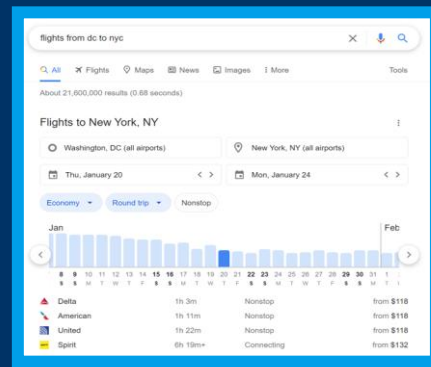 flights from dc to nyc
All Flights Maps News Images More Tools
About 21,600,000 results (0.68 seconds)
Flights to New York, NY
Washington, DC (all airports) New York, NY (all airports)
Thu, January 20 Mon, January 24
Economy Round trip Nonstop
Jan Feb
8 9 10 11 12 13 14 15 16 17 18 19 20 21 22 23 24 25 26 27 28 29 30 31 1
S S M T W T F S S M T W T F S S M T W T F S S M T
Delta 1h 3m Nonstop from $118
American 1h 11m Nonstop from $118
United 1h 22m Nonstop from $118
Spirit 6h 19m+ Connecting from $132